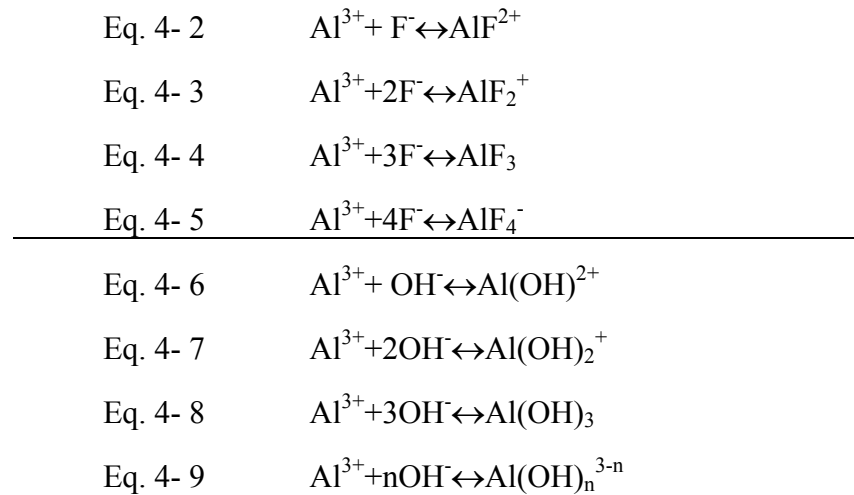 Eq. 4- 2 Al³⁺+ F⁻↔AlF²⁺
Eq. 4- 3 Al³⁺+2F⁻↔AlF₂⁺
Eq. 4- 4 Al³⁺+3F⁻↔AlF₃
Eq. 4- 5 Al³⁺+4F⁻↔AlF₄⁻
Eq. 4- 6 Al³⁺+ OH⁻↔Al(OH)²⁺
Eq. 4- 7 Al³⁺+2OH⁻↔Al(OH)₂⁺
Eq. 4- 8 Al³⁺+3OH⁻↔Al(OH)₃
Eq. 4- 9 Al³⁺+nOH⁻↔Al(OH)ₙ³⁻ⁿ